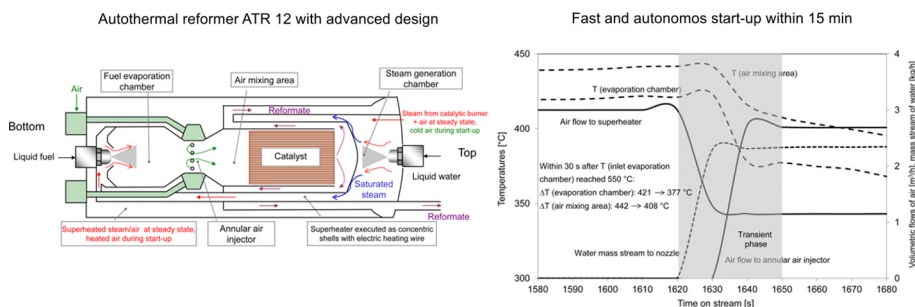 Autothermal reformer ATR 12 with advanced design
Fast and autonomos start-up within 15 min
Fuel evaporation
chamber
Air mixing area
Steam generation
chamber
Air
Reformate
Steam from catalytic burner
+ air at steady state,
cold air during start-up
Bottom
Liquid fuel
Catalyst
Top
Liquid water
Saturated
steam
Reformate
Superheated steam/air at steady state,
heated air during start-up
Annular air
injector
Superheater executed as concentric
shells with electric heating wire
Temperatures [°C]
450
400
350
300
T (air mixing area)
T (evaporation chamber)
Air flow to superheater
Within 30 s after T (inlet evaporation
chamber) reached 550 °C:
ΔT (evaporation chamber): 421 → 377 °C
ΔT (air mixing area): 442 → 408 °C
Water mass stream to nozzle
Transient
phase
Air flow to annular air injector
4
3
2
1
0
Volumetric flows of air [m³/h], mass stream of water [kg/h]
1580 1590 1600 1610 1620 1630 1640 1650 1660 1670 1680
Time on stream [s]